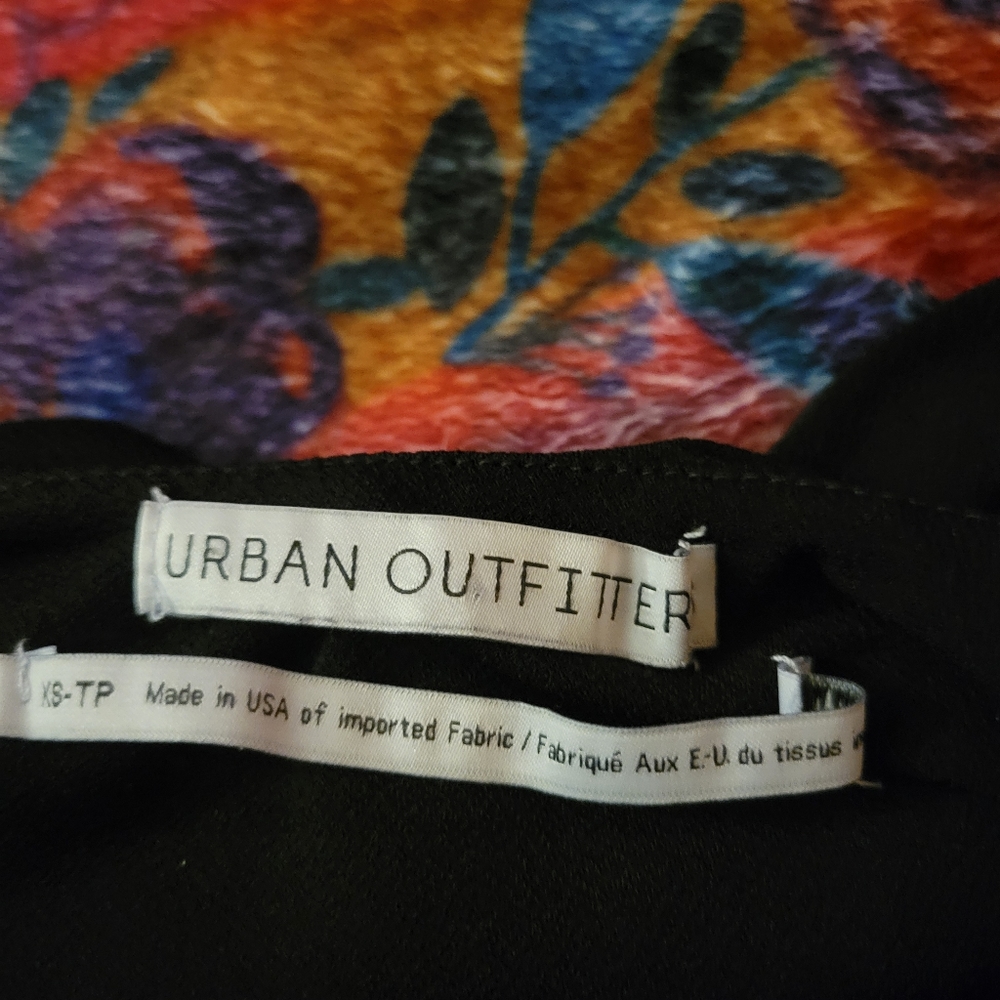 URBAN OUTFITTER
XS-TP Made in USA of imported Fabric / Fabriqué Aux E.-U. du tissus